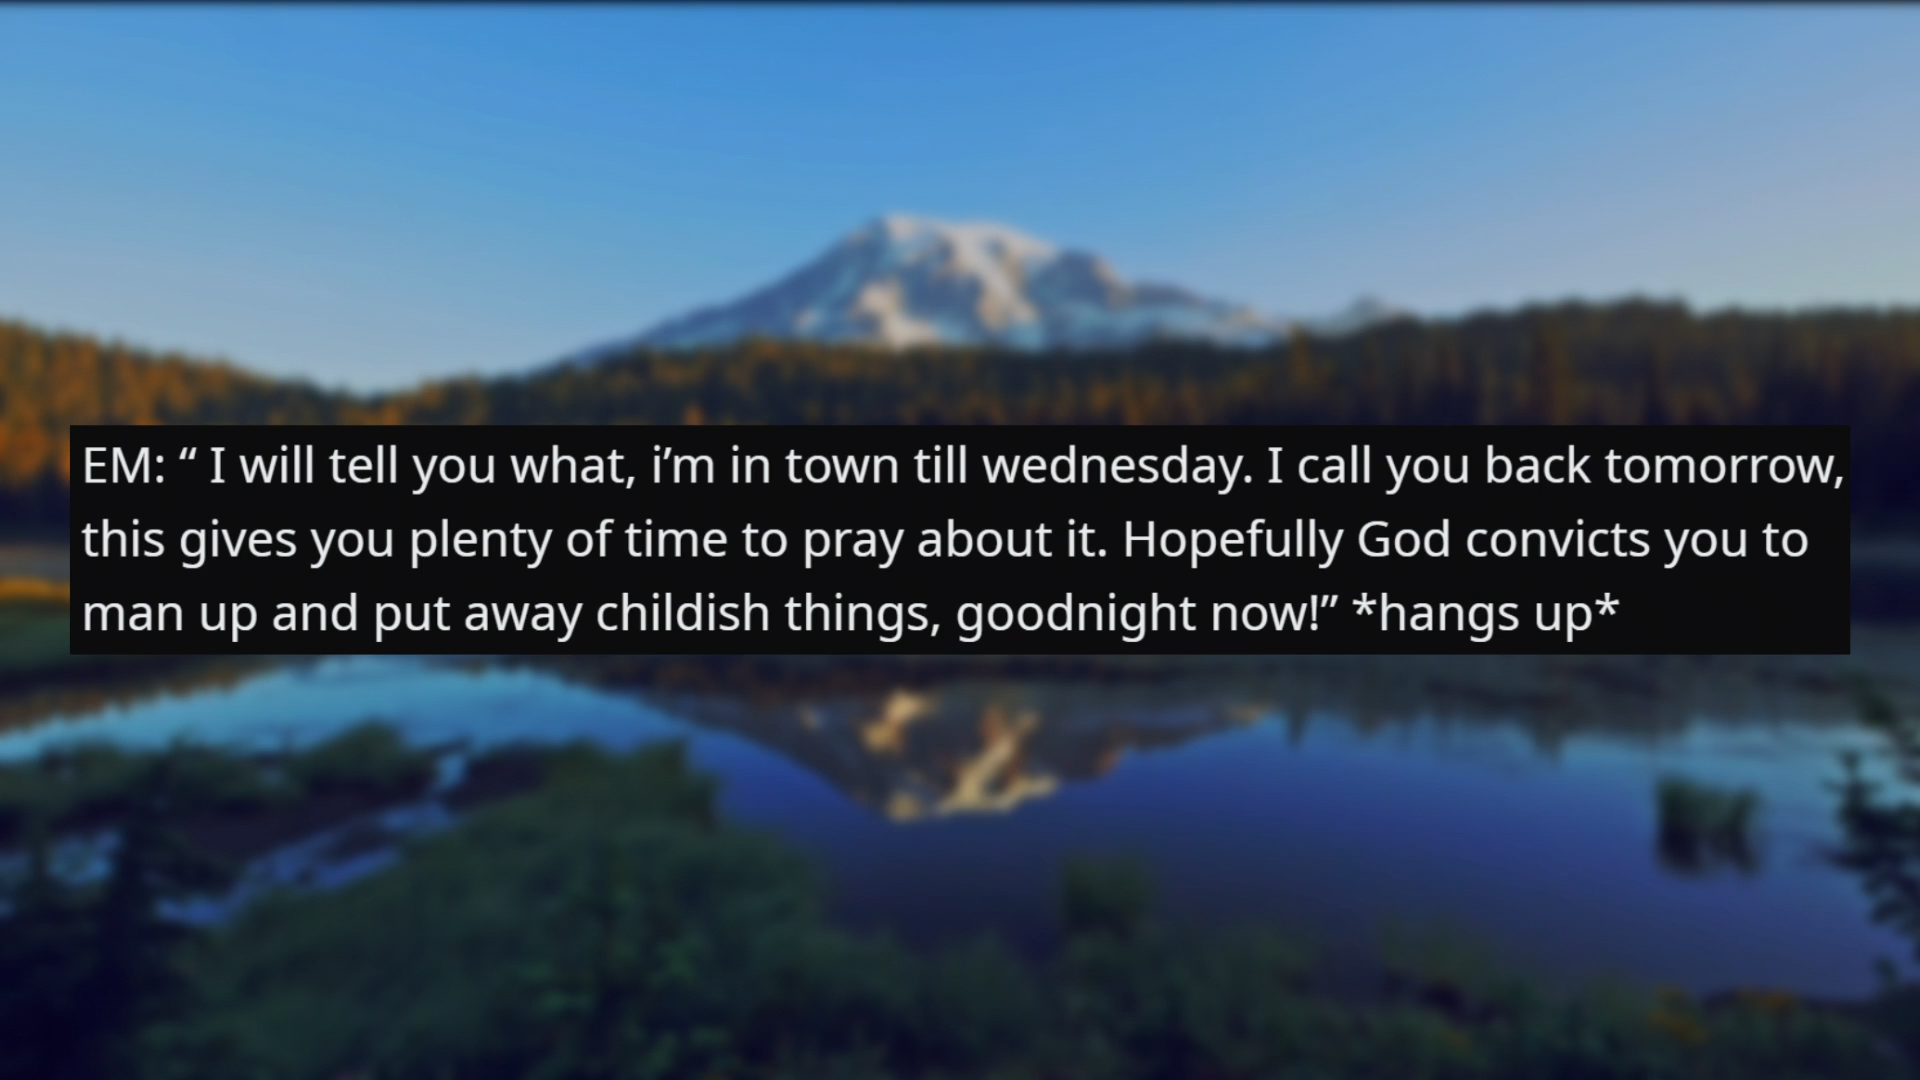 EM: “ I will tell you what, i’m in town till wednesday. I call you back tomorrow,
this gives you plenty of time to pray about it. Hopefully God convicts you to
man up and put away childish things, goodnight now!” *hangs up*